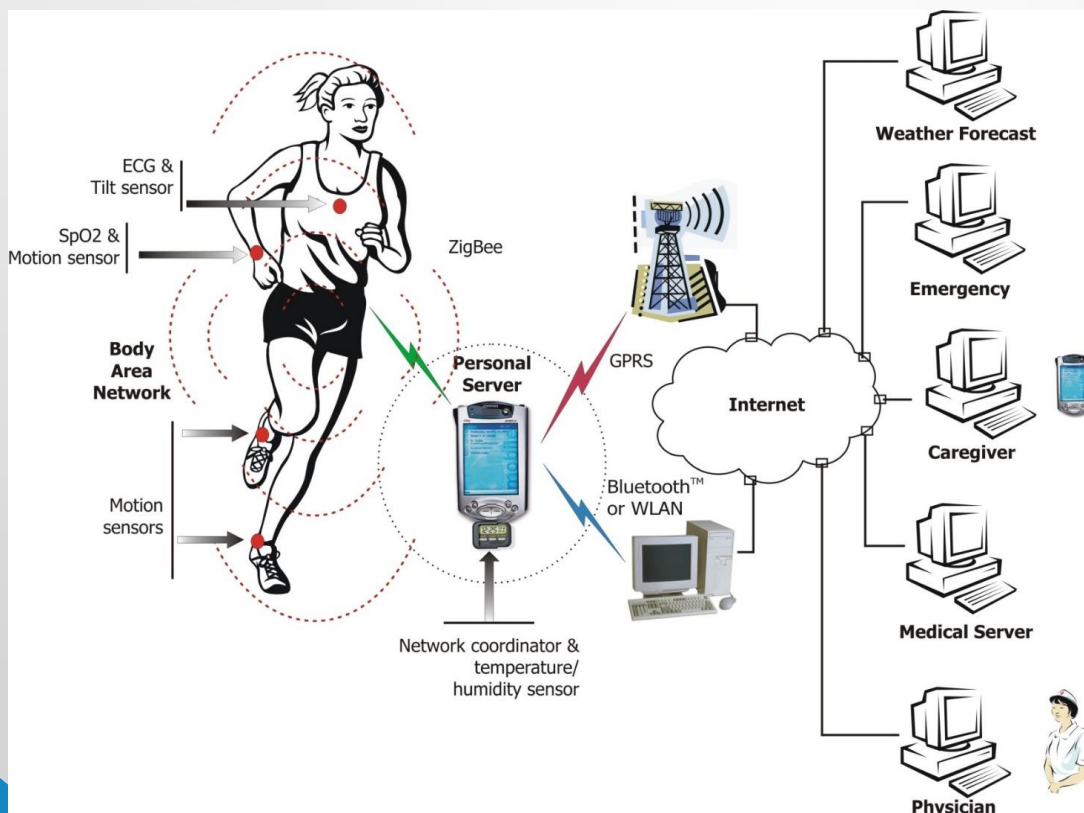 Weather Forecast
ECG &
Tilt sensor
SpO2 &
Motion sensor
ZigBee
Emergency
Body
Area
Network
Personal
Server
GPRS
Internet
Caregiver
Motion
sensors
Bluetooth™
or WLAN
Medical Server
Network coordinator &
temperature/
humidity sensor
Physician